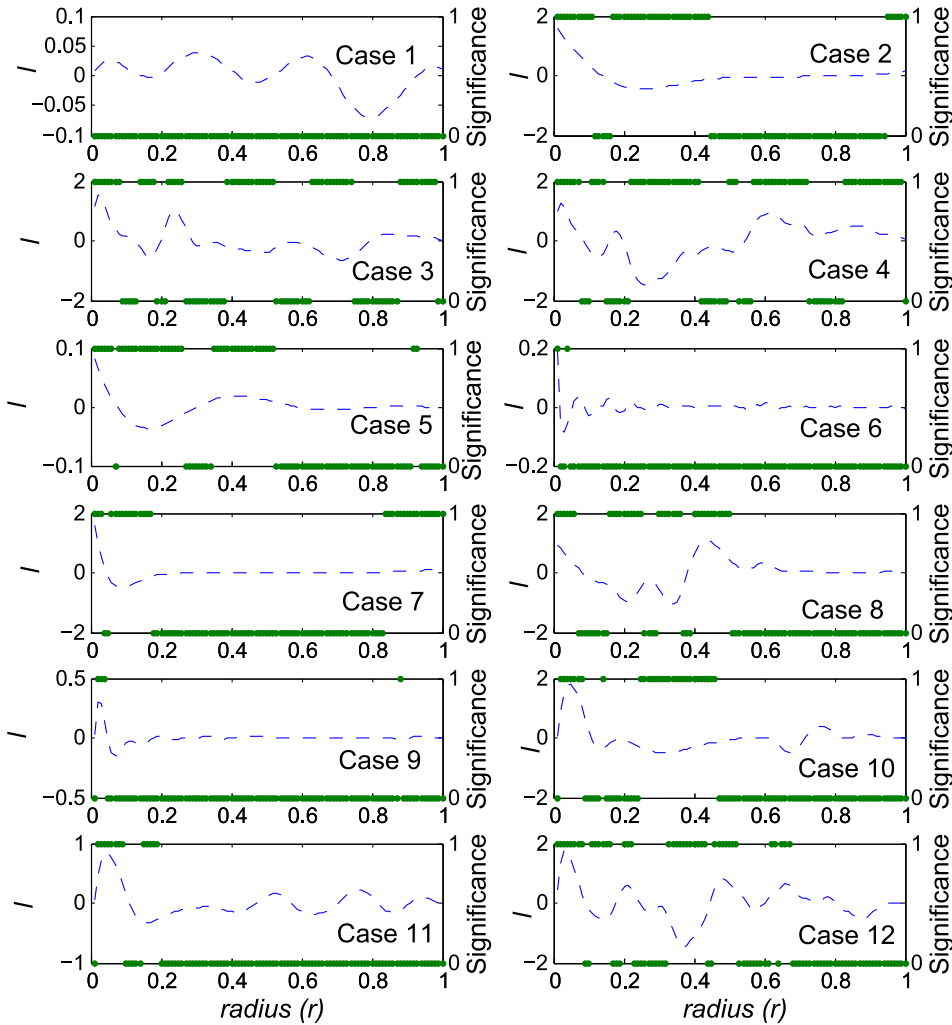 0.1 1 2 1
0.05 Case 1 Case 2
I 0 Significance 0 Significance
−0.05
−0.1 0 −2 0
0 0.2 0.4 0.6 0.8 1 0 0.2 0.4 0.6 0.8 1
2 1 2 1
I 0 Significance I 0 Significance
Case 3 Case 4
−2 0 −2 0
0 0.2 0.4 0.6 0.8 1 0 0.2 0.4 0.6 0.8 1
0.1 1 0.2 1
I 0 Significance I 0 Significance
Case 5 Case 6
−0.1 0 −0.2 0
0 0.2 0.4 0.6 0.8 1 0 0.2 0.4 0.6 0.8 1
2 1 2 1
I 0 Significance I 0 Significance
Case 7 Case 8
−2 0 −2 0
0 0.2 0.4 0.6 0.8 1 0 0.2 0.4 0.6 0.8 1
0.5 1 2 1
I 0 Significance I 0 Significance
Case 9 Case 10
−0.5 0 −2 0
0 0.2 0.4 0.6 0.8 1 0 0.2 0.4 0.6 0.8 1
1 1 2 1
I 0 Significance I 0 Significance
Case 11 Case 12
−1 0 −2 0
0 0.2 0.4 0.6 0.8 1 0 0.2 0.4 0.6 0.8 1
radius (r) radius (r)